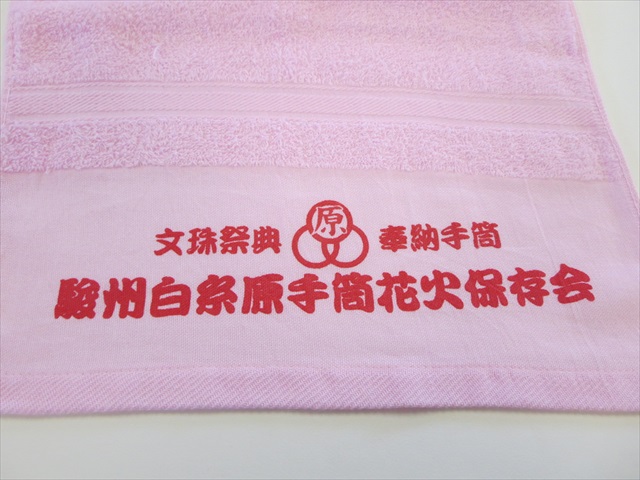 文珠祭典 原 奉納手筒
駿州白糸原手筒花火保存会